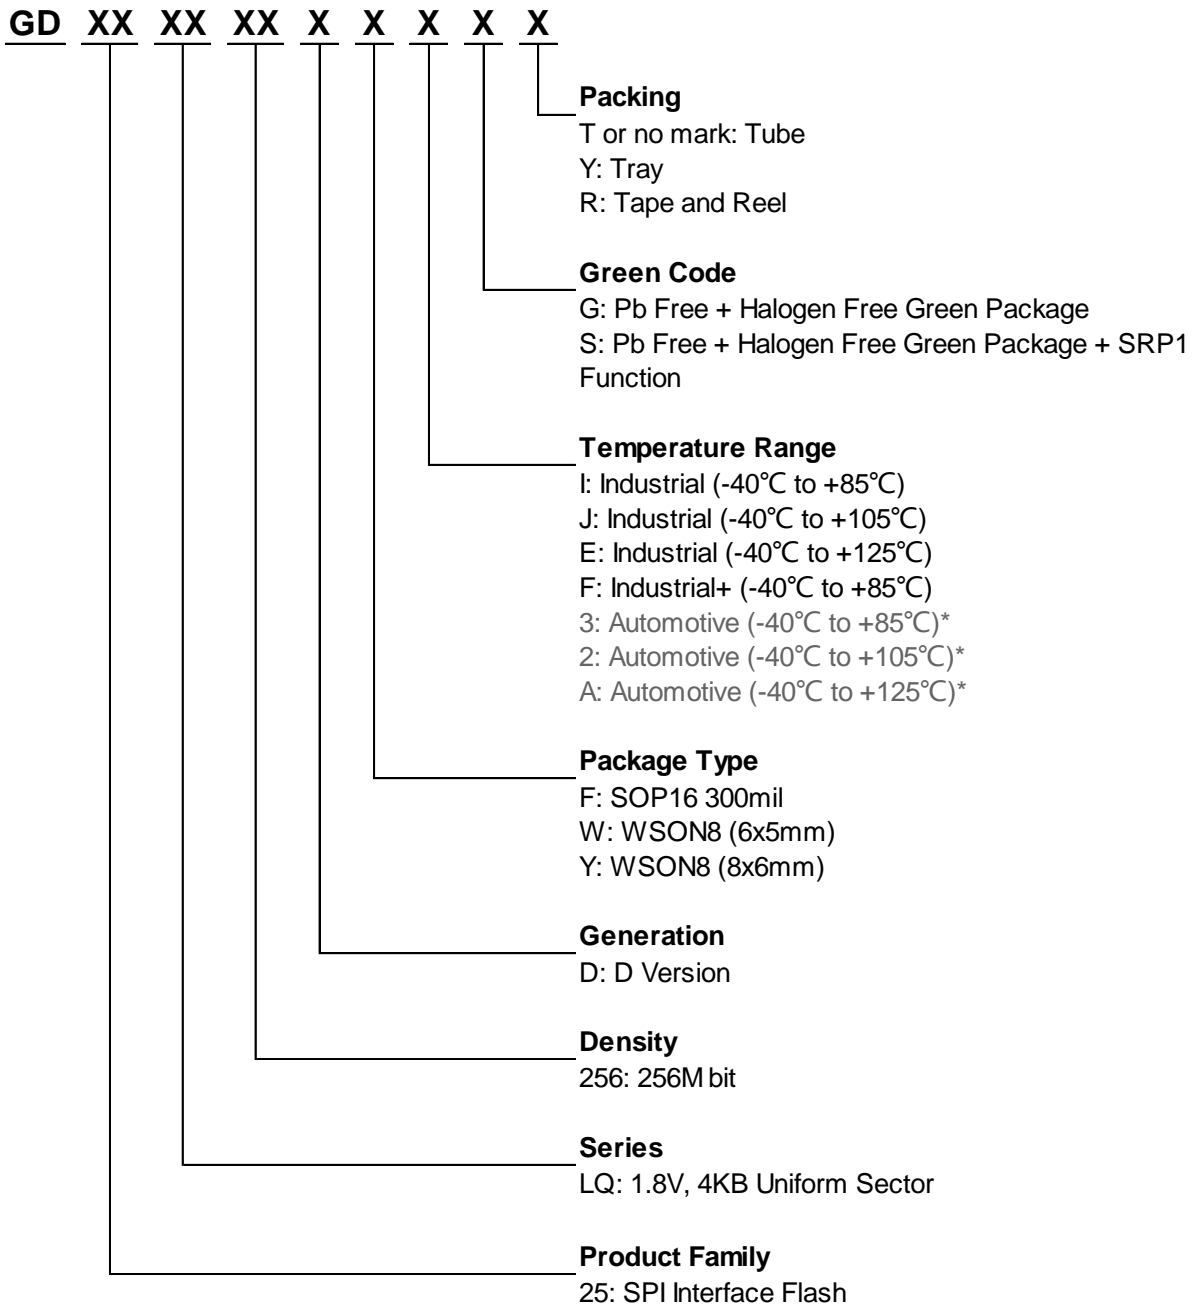 GD XX XX XX X X X X X
Packing
T or no mark: Tube
Y: Tray
R: Tape and Reel
Green Code
G: Pb Free + Halogen Free Green Package
S: Pb Free + Halogen Free Green Package + SRP1
Function
Temperature Range
I: Industrial (-40℃ to +85℃)
J: Industrial (-40℃ to +105℃)
E: Industrial (-40℃ to +125℃)
F: Industrial+ (-40℃ to +85℃)
3: Automotive (-40℃ to +85℃)*
2: Automotive (-40℃ to +105℃)*
A: Automotive (-40℃ to +125℃)*
Package Type
F: SOP16 300mil
W: WSON8 (6x5mm)
Y: WSON8 (8x6mm)
Generation
D: D Version
Density
256: 256M bit
Series
LQ: 1.8V, 4KB Uniform Sector
Product Family
25: SPI Interface Flash